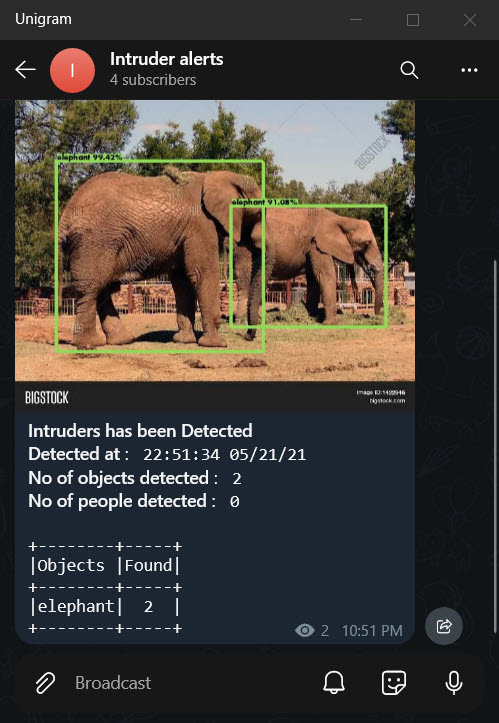 Unigram
Intruder alerts
4 subscribers
I
elephant 99.42%
elephant 91.08%
BIGSTOCK
BIGSTOCK
Image ID:1422946
bigstock.com
Intruders has been Detected
Detected at : 22:51:34 05/21/21
No of objects detected : 2
No of people detected : 0
+--------+-----+
|Objects |Found|
+--------+-----+
|elephant|  2  |
+--------+-----+
2 10:51 PM
Broadcast